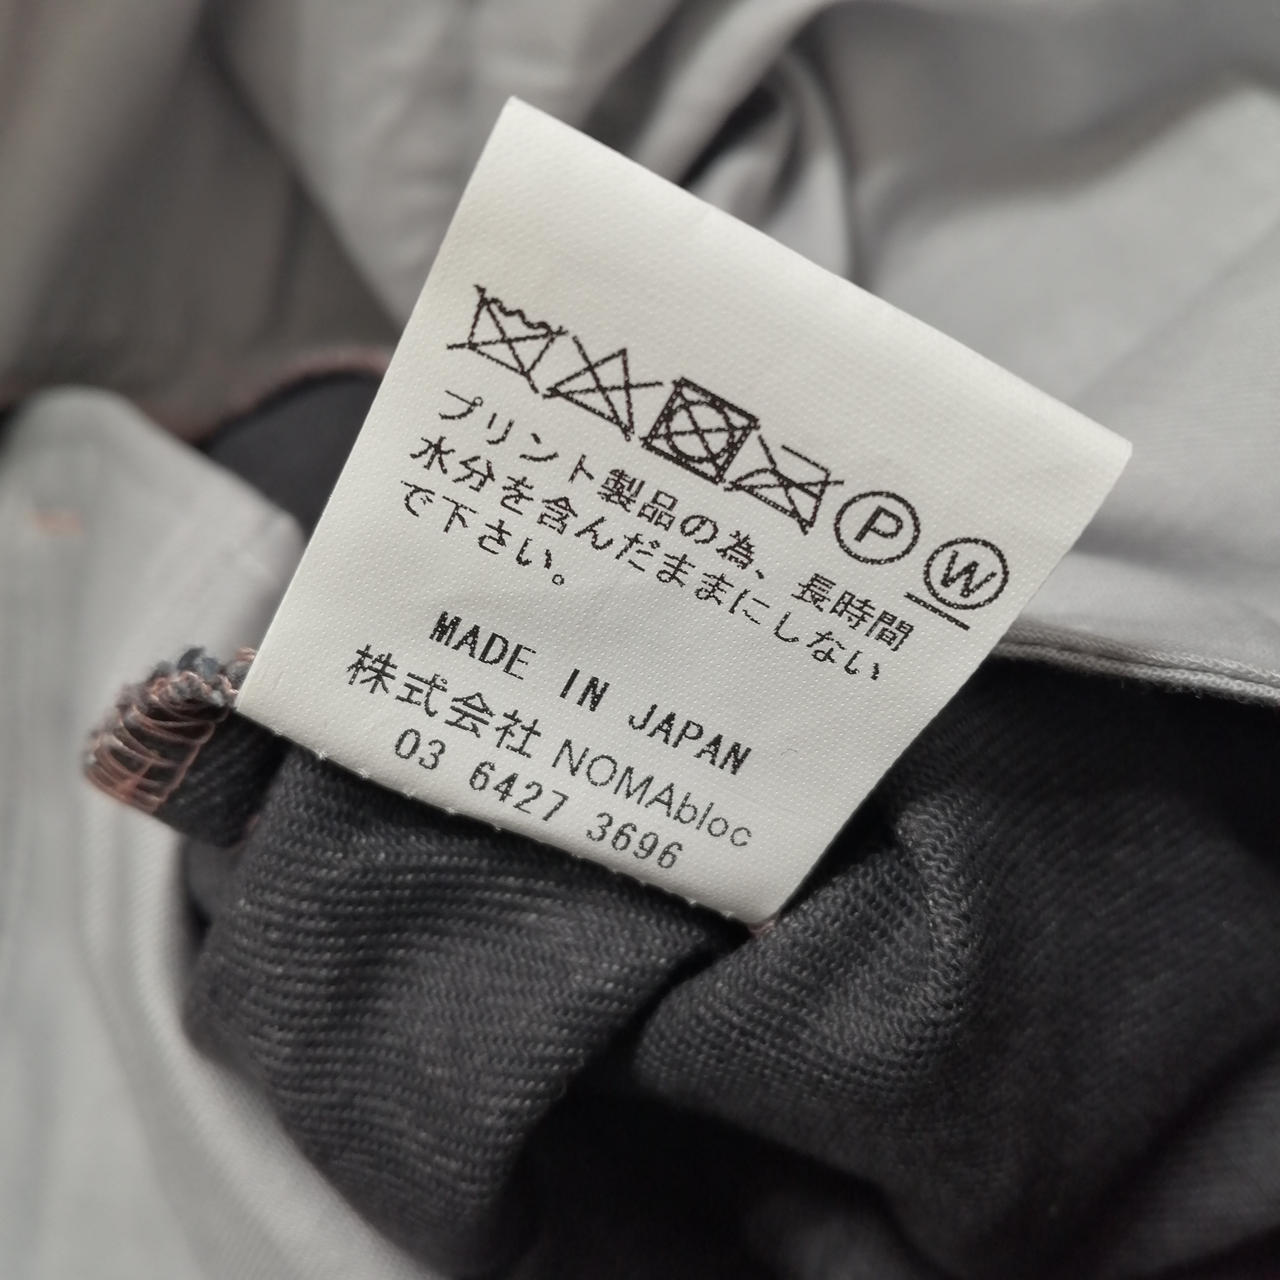 P W
プリント製品の為、長時間
水分を含んだままにしない
で下さい。
MADE IN JAPAN
株式会社 NOMAbloc
03 6427 3696